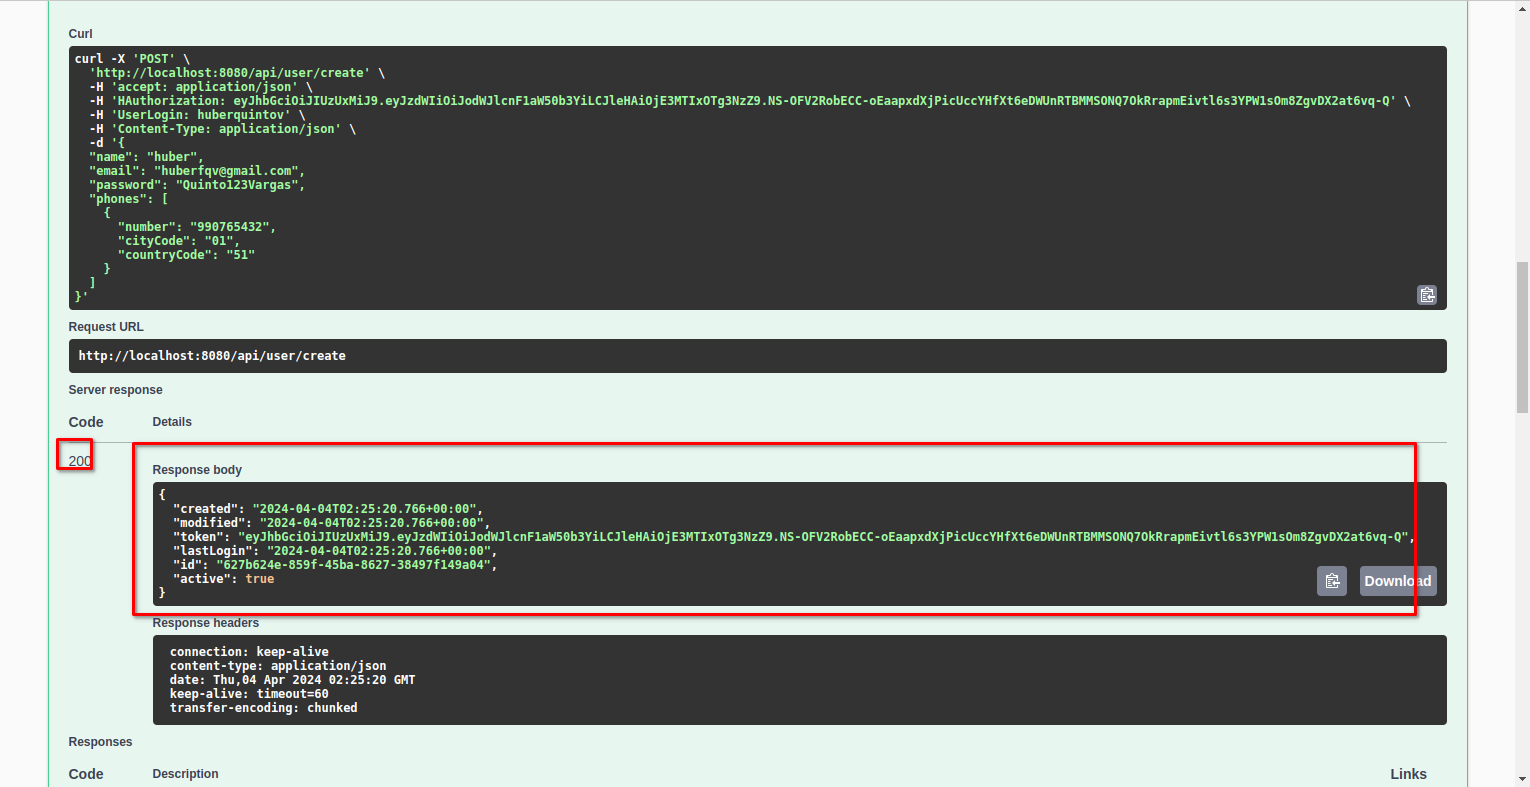 Curl
curl -X 'POST' \
'http://localhost:8080/api/user/create' \
-H 'accept: application/json' \
-H 'HAuthorization: eyJhbGciOiJIUzUxMiJ9.eyJzdWIiOiJodWJlcnF1aW50b3YiLCJleHAiOjE3MTIxOTg3NzZ9.NS-OFV2RobECC-oEaapxdXjPicUccYHfXt6eDWUnRTBMMSONQ7OkRrapmEivtl6s3YPW1sOm8ZgvDX2at6vq-Q' \
-H 'UserLogin: huberquintov' \
-H 'Content-Type: application/json' \
-d '{
"name": "huber",
"email": "huberfqv@gmail.com",
"password": "Quinto123Vargas",
"phones": [
{
"number": "990765432",
"cityCode": "01",
"countryCode": "51"
}
]
}'
Request URL
http://localhost:8080/api/user/create
Server response
Code Details
200
Response body
{
"created": "2024-04-04T02:25:20.766+00:00",
"modified": "2024-04-04T02:25:20.766+00:00",
"token": "eyJhbGciOiJIUzUxMiJ9.eyJzdWIiOiJodWJlcnF1aW50b3YiLCJleHAiOjE3MTIxOTg3NzZ9.NS-OFV2RobECC-oEaapxdXjPicUccYHfXt6eDWUnRTBMMSONQ7OkRrapmEivtl6s3YPW1sOm8ZgvDX2at6vq-Q",
"lastLogin": "2024-04-04T02:25:20.766+00:00",
"id": "627b624e-859f-45ba-8627-38497f149a04",
"active": true
}
Download
Response headers
connection: keep-alive
content-type: application/json
date: Thu,04 Apr 2024 02:25:20 GMT
keep-alive: timeout=60
transfer-encoding: chunked
Responses
Code Description Links